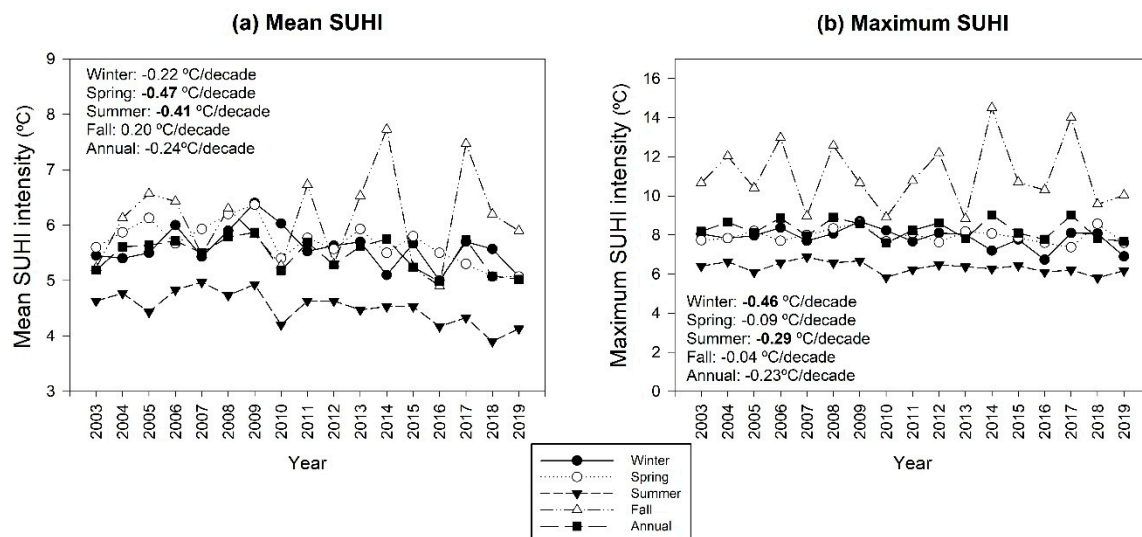 (a) Mean SUHI
9
8
7
6
5
4
3
Mean SUHI intensity (ºC)
Winter: -0.22 ºC/decade
Spring: -0.47 ºC/decade
Summer: -0.41 ºC/decade
Fall: 0.20 ºC/decade
Annual: -0.24ºC/decade
2003
2004
2005
2006
2007
2008
2009
2010
2011
2012
2013
2014
2015
2016
2017
2018
2019
Year
(b) Maximum SUHI
16
14
12
10
8
6
4
2
0
Maximum SUHI intensity (ºC)
Winter: -0.46 ºC/decade
Spring: -0.09 ºC/decade
Summer: -0.29 ºC/decade
Fall: -0.04 ºC/decade
Annual: -0.23ºC/decade
2003
2004
2005
2006
2007
2008
2009
2010
2011
2012
2013
2014
2015
2016
2017
2018
2019
Year
Winter
Spring
Summer
Fall
Annual